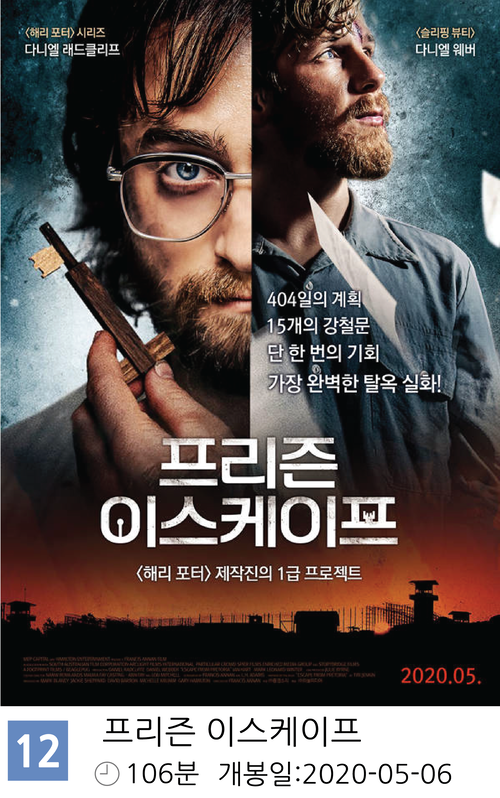 〈해리 포터〉 시리즈
다니엘 래드클리프
〈슬리핑 뷰티〉
다니엘 웨버
404일의 계획
15개의 강철문
단 한 번의 기회
가장 완벽한 탈옥 실화!
프리즌
이스케이프
〈해리 포터〉 제작진의 1급 프로젝트
2020.05.
12
프리즌 이스케이프
106분 개봉일:2020-05-06